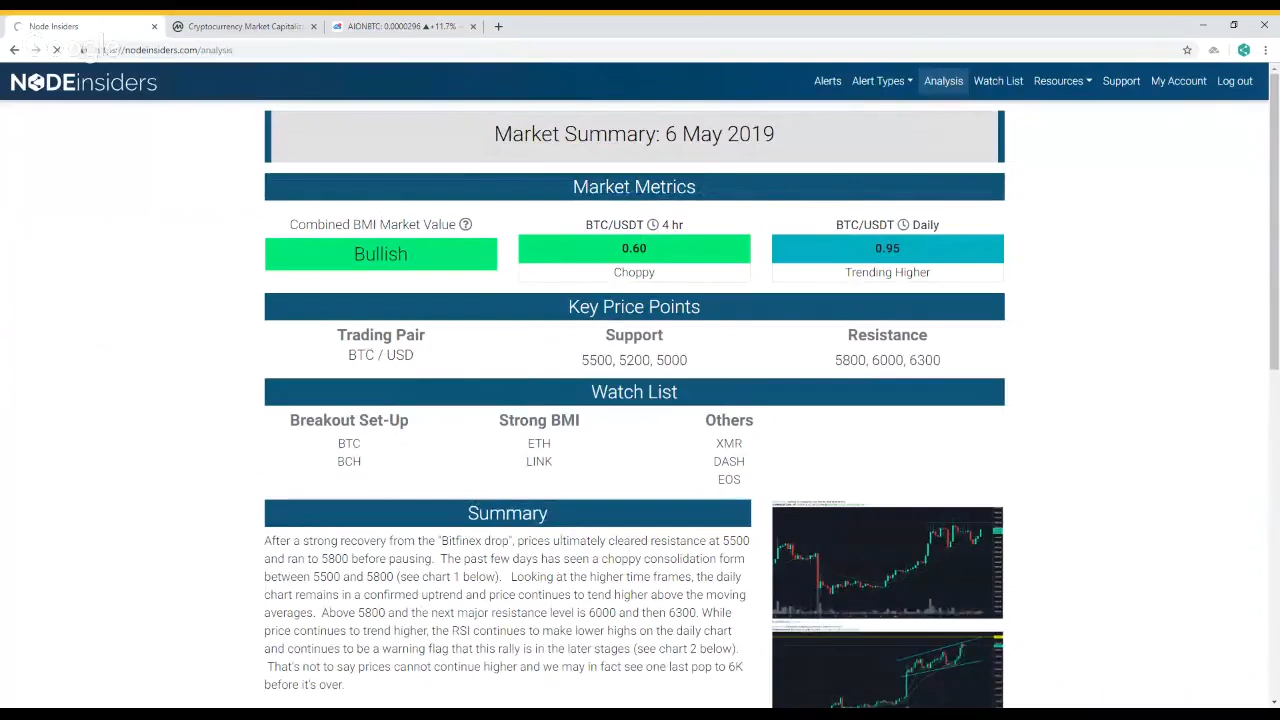 Node Insiders
Cryptocurrency Market Capitaliz
AIONBTC: 0.0000296 ▲+11.7%
nodeinsiders.com/analysis
NODEinsiders
Alerts Alert Types Analysis Watch List Resources Support My Account Log out
Market Summary: 6 May 2019
Market Metrics
Combined BMI Market Value
Bullish
BTC/USDT 4 hr
0.60
Choppy
BTC/USDT Daily
0.95
Trending Higher
Key Price Points
Trading Pair Support Resistance
BTC / USD 5500, 5200, 5000 5800, 6000, 6300
Watch List
Breakout Set-Up Strong BMI Others
BTC ETH XMR
BCH LINK DASH
EOS
Summary
After a strong recovery from the "Bitfinex drop", prices ultimately cleared resistance at 5500
and ran to 5800 before pausing. The past few days has seen a choppy consolidation form
between 5500 and 5800 (see chart 1 below). Looking at the higher time frames, the daily
chart remains in a confirmed uptrend and price continues to tend higher above the moving
averages. Above 5800 and the next major resistance level is 6000 and then 6300. While
price continues to trend higher, the RSI continues to make lower highs on the daily chart
and continues to be a warning flag that this rally is in the later stages (see chart 2 below).
That's not to say prices cannot continue higher and we may in fact see one last pop to 6K
before it's over.